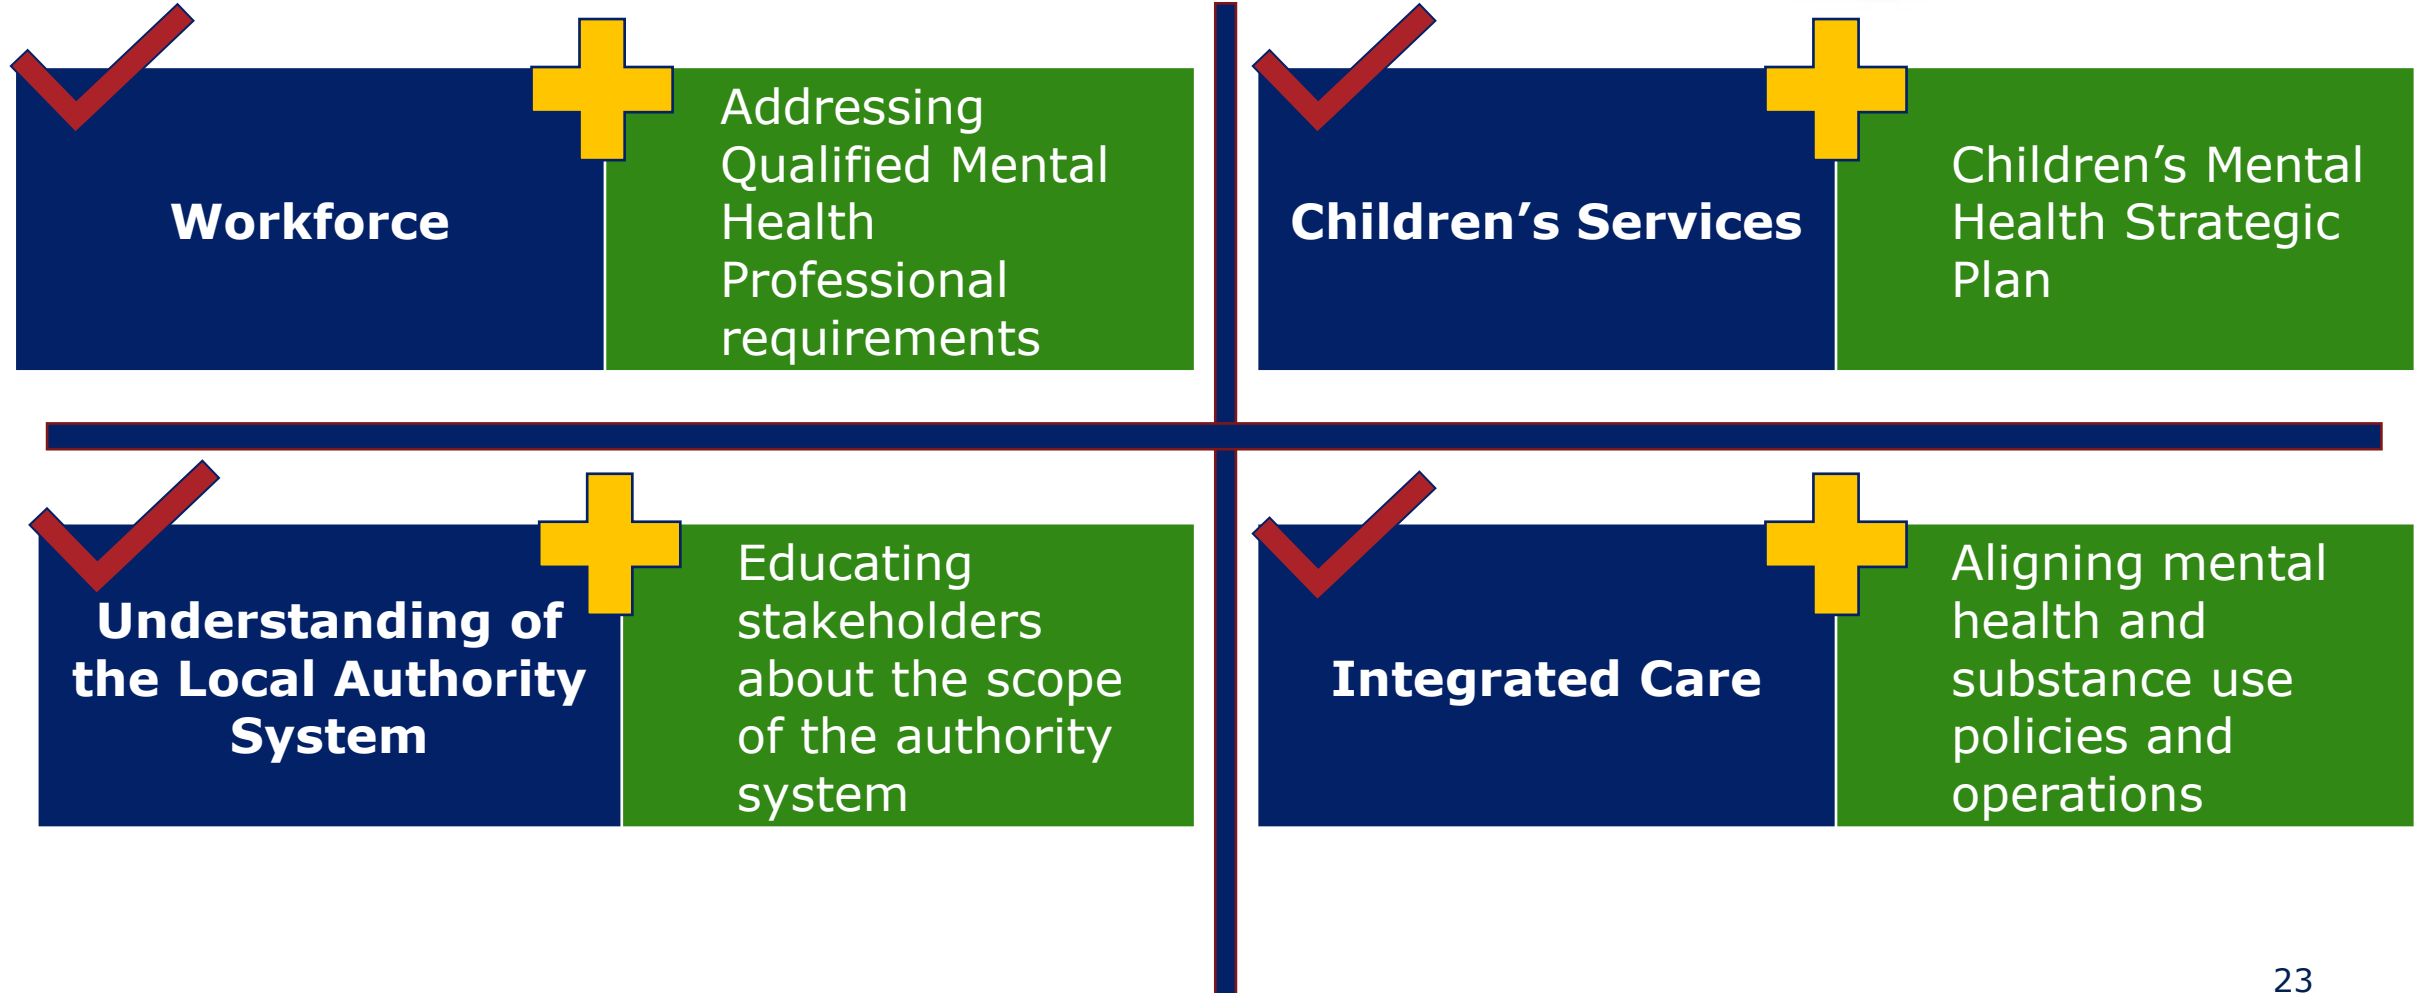 Workforce
Addressing
Qualified Mental
Health
Professional
requirements
Children’s Services
Children’s Mental
Health Strategic
Plan
Understanding of
the Local Authority
System
Educating
stakeholders
about the scope
of the authority
system
Integrated Care
Aligning mental
health and
substance use
policies and
operations
23